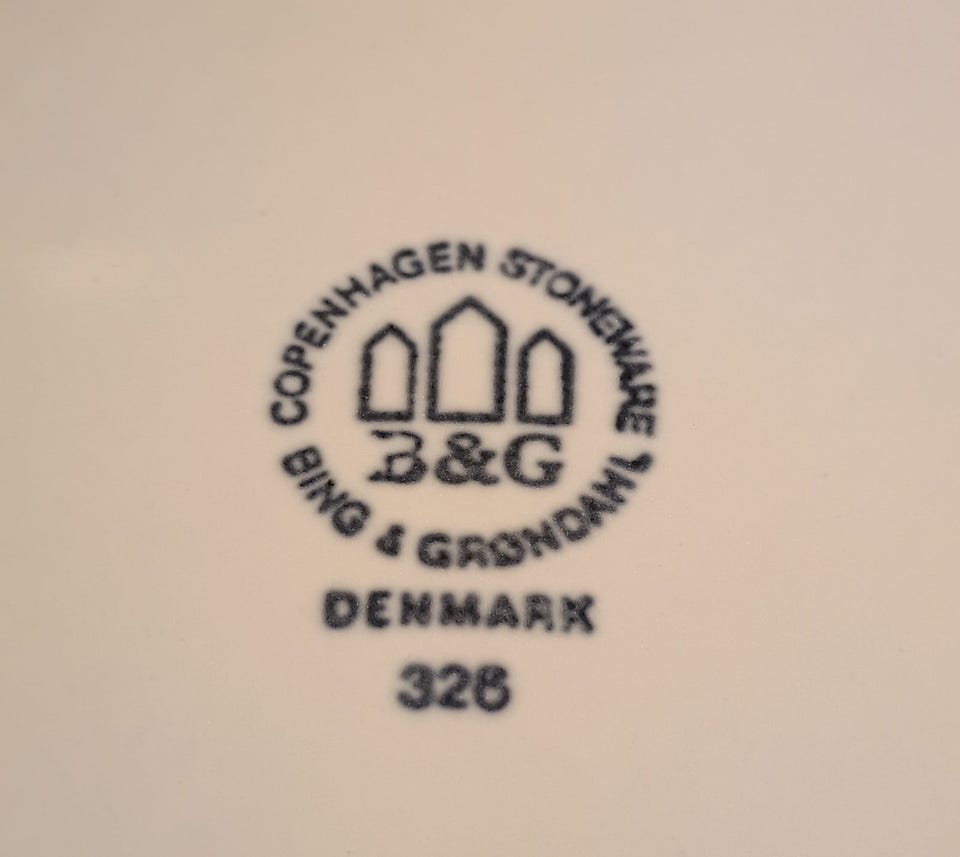 COPENHAGEN STONEWARE
B&G
BING & GRØNDAHL
DENMARK
326